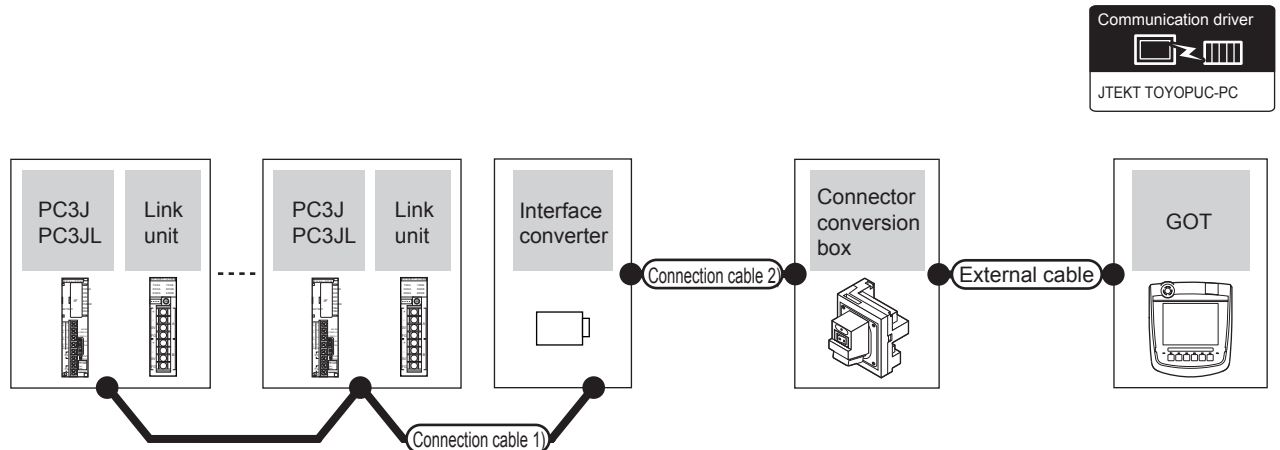 Communication driver
JTEKT TOYOPUC-PC
PC3J
PC3JL
Link
unit
PC3J
PC3JL
Link
unit
Interface
converter
Connection cable 2)
Connector
conversion
box
External cable
GOT
Connection cable 1)